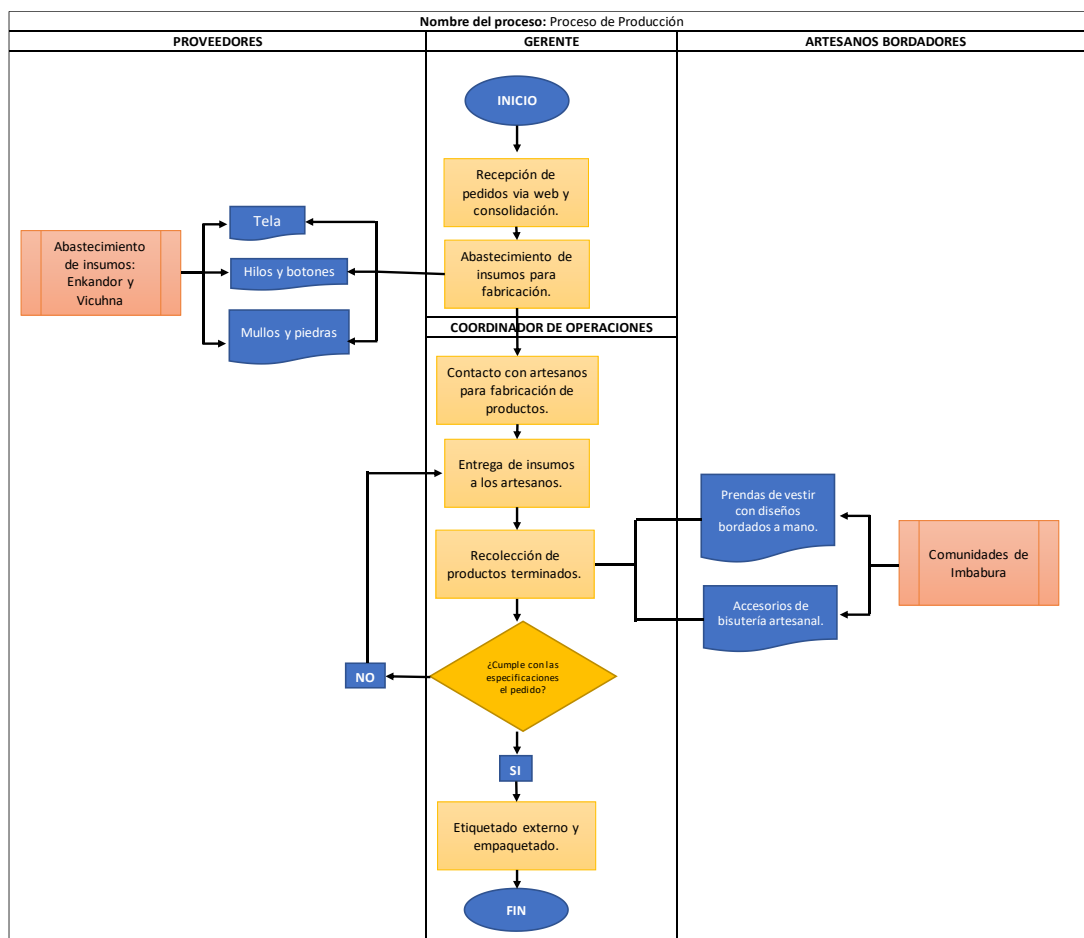 Nombre del proceso: Proceso de Producción
PROVEEDORES
GERENTE
ARTESANOS BORDADORES
INICIO
Recepción de
pedidos via web y
consolidación.
Tela
Abastecimiento
de insumos:
Enkandor y
Vicuhna
Hilos y botones
Abastecimiento de
insumos para
fabricación.
Mullos y piedras
COORDINADOR DE OPERACIONES
Contacto con artesanos
para fabricación de
productos.
Entrega de insumos
a los artesanos.
Prendas de vestir
con diseños
bordados a mano.
Recolección de
productos terminados.
Comunidades de
Imbabura
Accesorios de
bisutería artesanal.
¿Cumple con las
especificaciones
el pedido?
NO
SI
Etiquetado externo y
empaquetado.
FIN